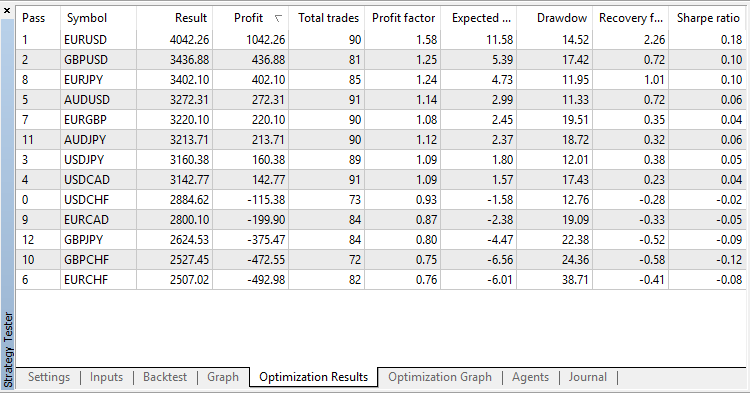 Pass Symbol Result Profit Total trades Profit factor Expected ... Drawdow Recovery f... Sharpe ratio
1 EURUSD 4042.26 1042.26 90 1.58 11.58 14.52 2.26 0.18
2 GBPUSD 3436.88 436.88 81 1.25 5.39 17.42 0.72 0.10
8 EURJPY 3402.10 402.10 85 1.24 4.73 11.95 1.01 0.10
5 AUDUSD 3272.31 272.31 91 1.14 2.99 11.33 0.72 0.06
7 EURGBP 3220.10 220.10 90 1.08 2.45 19.51 0.35 0.04
11 AUDJPY 3213.71 213.71 90 1.12 2.37 18.72 0.32 0.06
3 USDJPY 3160.38 160.38 89 1.09 1.80 12.01 0.38 0.05
4 USDCAD 3142.77 142.77 91 1.09 1.57 17.43 0.23 0.04
0 USDCHF 2884.62 -115.38 73 0.93 -1.58 12.76 -0.28 -0.02
9 EURCAD 2800.10 -199.90 84 0.87 -2.38 19.09 -0.33 -0.05
12 GBPJPY 2624.53 -375.47 84 0.80 -4.47 22.38 -0.52 -0.09
10 GBPCHF 2527.45 -472.55 72 0.75 -6.56 24.36 -0.58 -0.12
6 EURCHF 2507.02 -492.98 82 0.76 -6.01 38.71 -0.41 -0.08
Strategy Tester
Settings Inputs Backtest Graph Optimization Results Optimization Graph Agents Journal